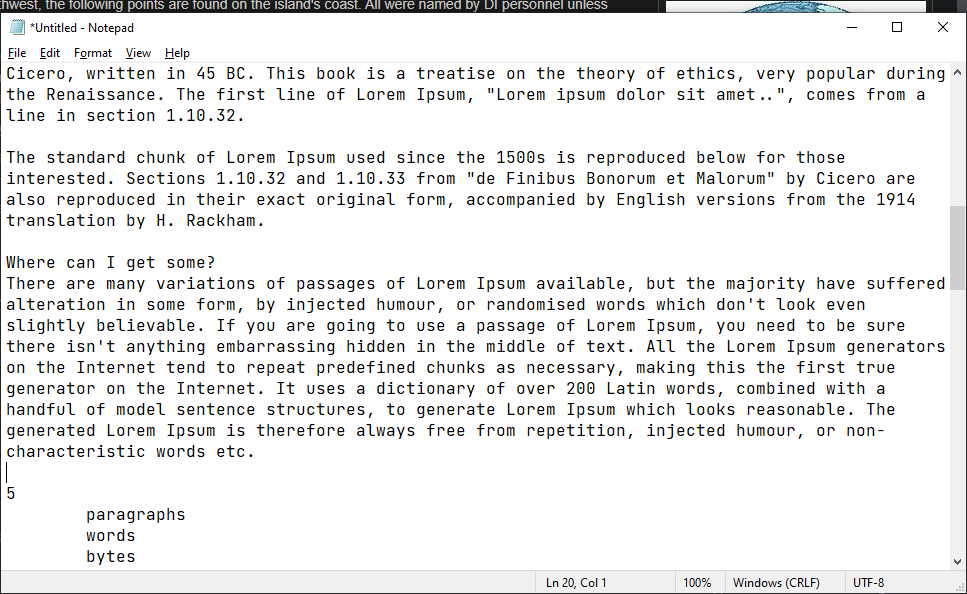 thwest, the following points are found on the island's coast. All were named by DI personnel unless
*Untitled - Notepad
File Edit Format View Help
Cicero, written in 45 BC. This book is a treatise on the theory of ethics, very popular during
the Renaissance. The first line of Lorem Ipsum, "Lorem ipsum dolor sit amet..", comes from a
line in section 1.10.32.
The standard chunk of Lorem Ipsum used since the 1500s is reproduced below for those
interested. Sections 1.10.32 and 1.10.33 from "de Finibus Bonorum et Malorum" by Cicero are
also reproduced in their exact original form, accompanied by English versions from the 1914
translation by H. Rackham.
Where can I get some?
There are many variations of passages of Lorem Ipsum available, but the majority have suffered
alteration in some form, by injected humour, or randomised words which don't look even
slightly believable. If you are going to use a passage of Lorem Ipsum, you need to be sure
there isn't anything embarrassing hidden in the middle of text. All the Lorem Ipsum generators
on the Internet tend to repeat predefined chunks as necessary, making this the first true
generator on the Internet. It uses a dictionary of over 200 Latin words, combined with a
handful of model sentence structures, to generate Lorem Ipsum which looks reasonable. The
generated Lorem Ipsum is therefore always free from repetition, injected humour, or non-
characteristic words etc.
5
paragraphs
words
bytes
Ln 20, Col 1 100% Windows (CRLF) UTF-8